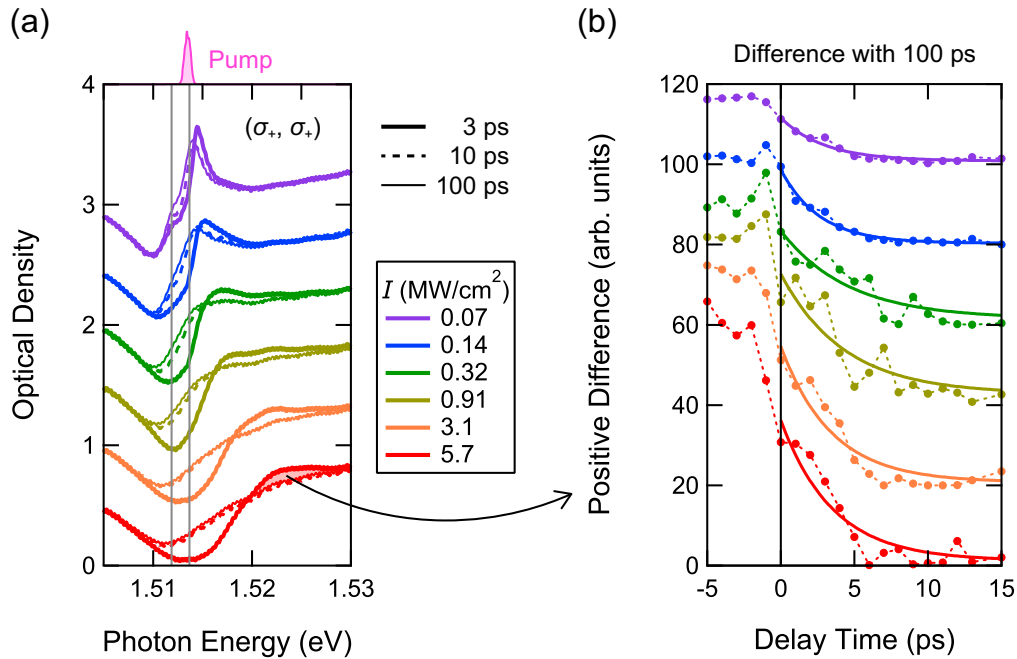 (a)
Pump
(σ+, σ+)
3 ps
10 ps
100 ps
I (MW/cm²)
0.07
0.14
0.32
0.91
3.1
5.7
4
3
2
1
0
Optical Density
1.51
1.52
1.53
Photon Energy (eV)
(b)
Difference with 100 ps
120
100
80
60
40
20
0
Positive Difference (arb. units)
-5
0
5
10
15
Delay Time (ps)